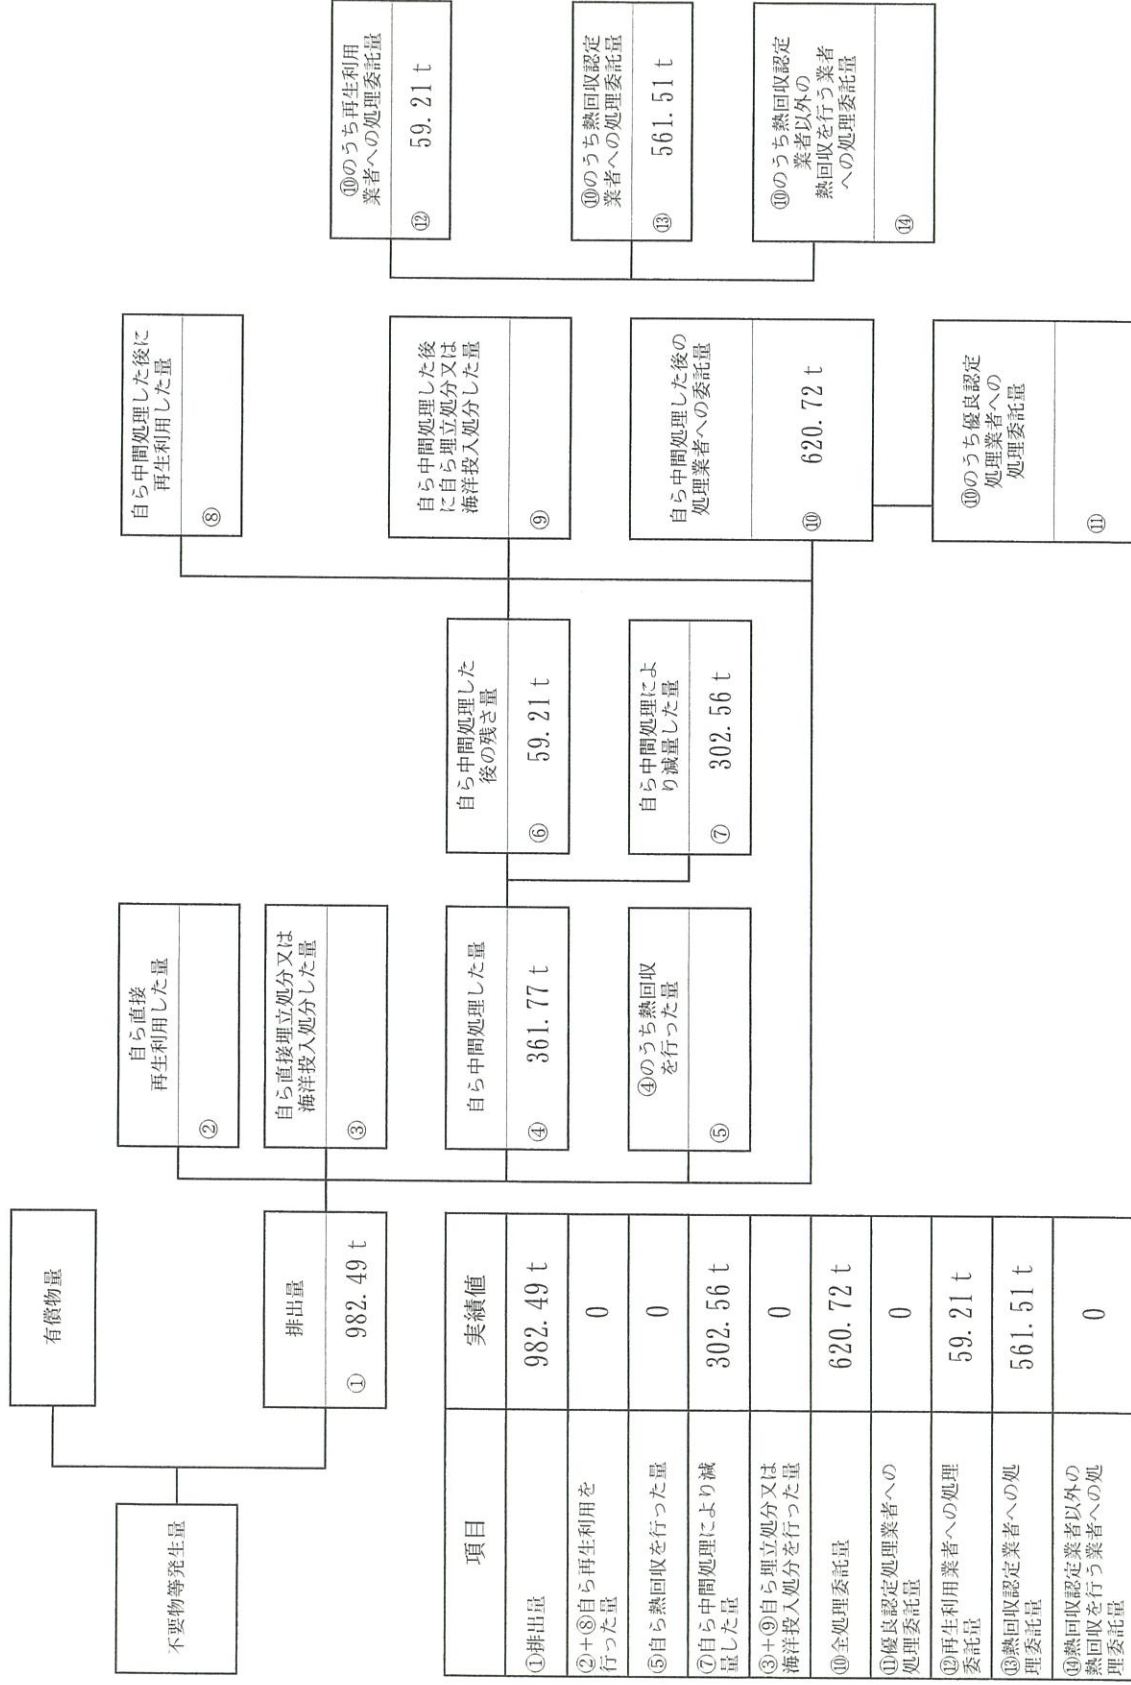 不要物等発生量
有償物量
排出量
① 982.49 t
自ら直接
再生利用した量
②
自ら直接埋立処分又は
海洋投入処分した量
③
自ら中間処理した量
④ 361.77 t
④のうち熱回収
を行った量
⑤
自ら中間処理した
後の残さ量
⑥ 59.21 t
自ら中間処理によ
り減量した量
⑦ 302.56 t
自ら中間処理した後に
再生利用した量
⑧
自ら中間処理した後
に自ら埋立処分又は
海洋投入処分した量
⑨
自ら中間処理した後の
処理業者への委託量
⑩ 620.72 t
⑩のうち優良認定
処理業者への
処理委託量
⑪
⑩のうち再生利用
業者への処理委託量
⑫ 59.21 t
⑩のうち熱回収認定
業者への処理委託量
⑬ 561.51 t
⑩のうち熱回収認定
業者以外の
熱回収を行う業者
への処理委託量
⑭
項目 実績値
①排出量 982.49 t
②+⑧自ら再生利用を
行った量 0
⑤自ら熱回収を行った量 0
⑦自ら中間処理により減
量した量 302.56 t
③+⑨自ら埋立処分又は
海洋投入処分を行った量 0
⑩全処理委託量 620.72 t
⑪優良認定処理業者への
処理委託量 0
⑫再生利用業者への処理
委託量 59.21 t
⑬熱回収認定業者への処
理委託量 561.51 t
⑭熱回収認定業者以外の
熱回収を行う業者への処
理委託量 0